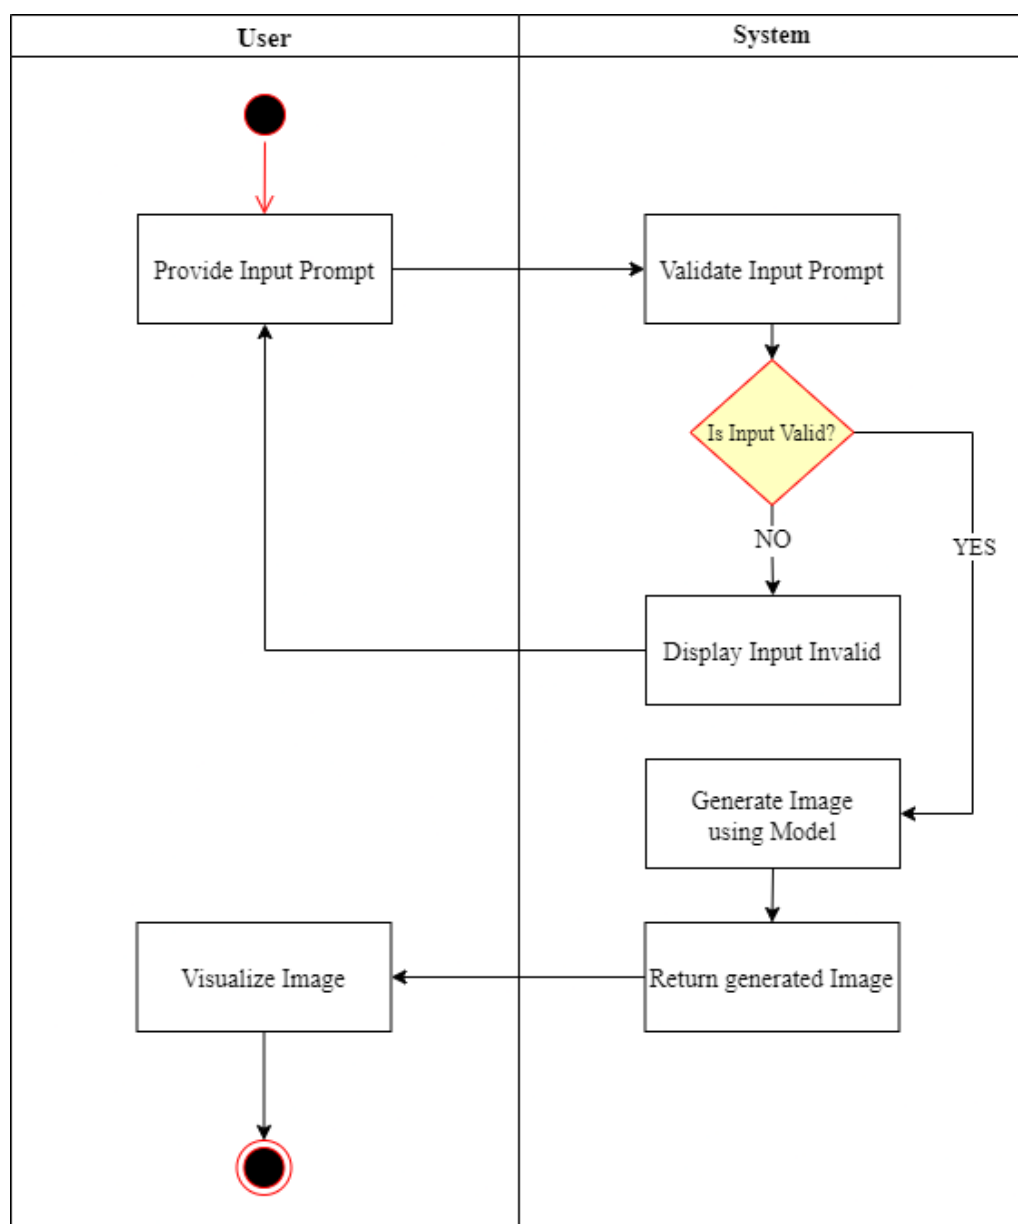 User
System
Provide Input Prompt
Validate Input Prompt
Is Input Valid?
NO
YES
Display Input Invalid
Generate Image
using Model
Visualize Image
Return generated Image